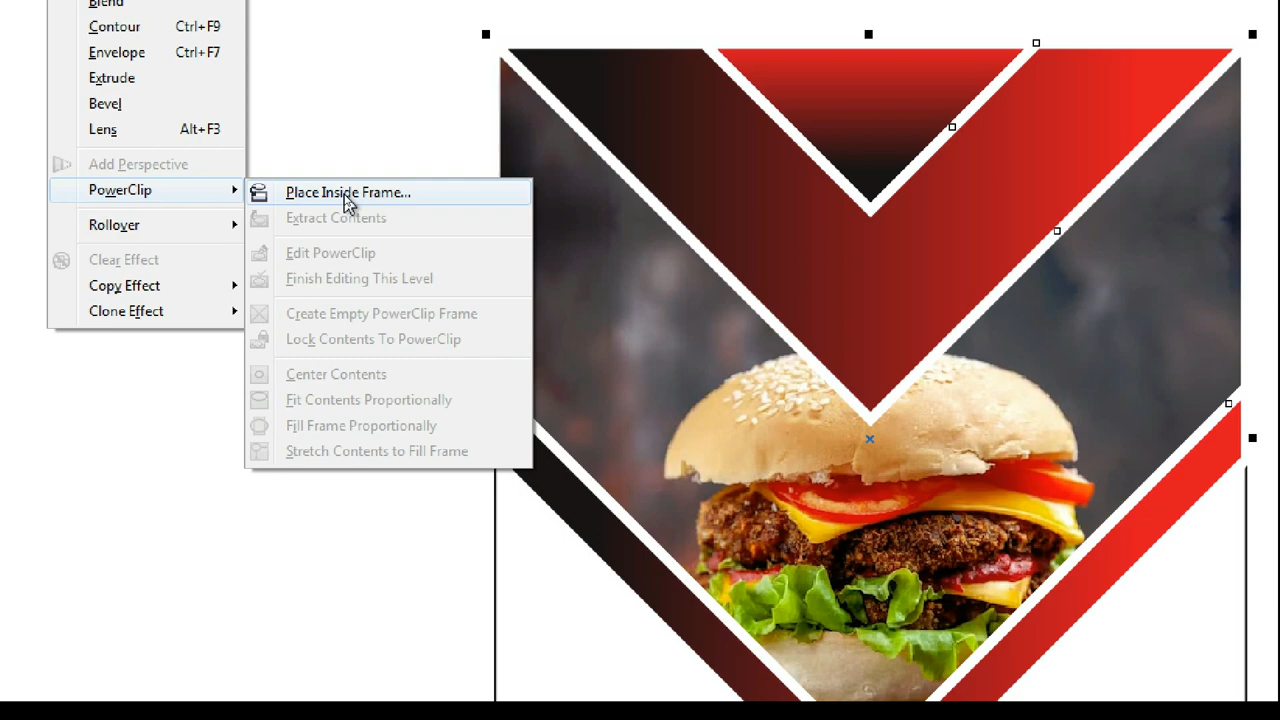 Blend
Contour Ctrl+F9
Envelope Ctrl+F7
Extrude
Bevel
Lens Alt+F3
Add Perspective
PowerClip
Rollover
Clear Effect
Copy Effect
Clone Effect
Place Inside Frame...
Extract Contents
Edit PowerClip
Finish Editing This Level
Create Empty PowerClip Frame
Lock Contents To PowerClip
Center Contents
Fit Contents Proportionally
Fill Frame Proportionally
Stretch Contents to Fill Frame